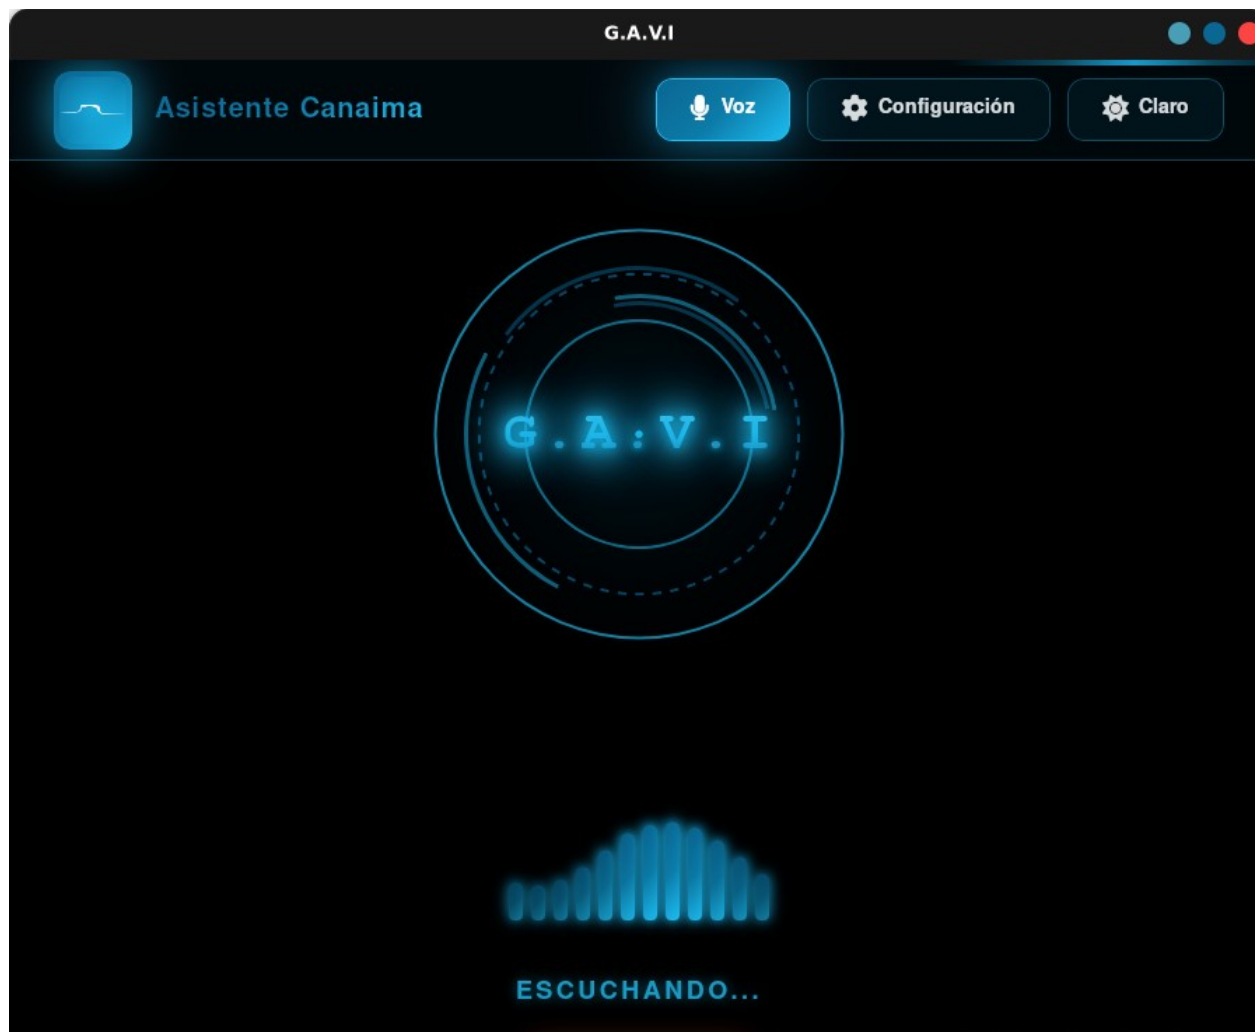 G.A.V.I
Asistente Canaima
Voz
Configuración
Claro
G.A:V.I
ESCUCHANDO...